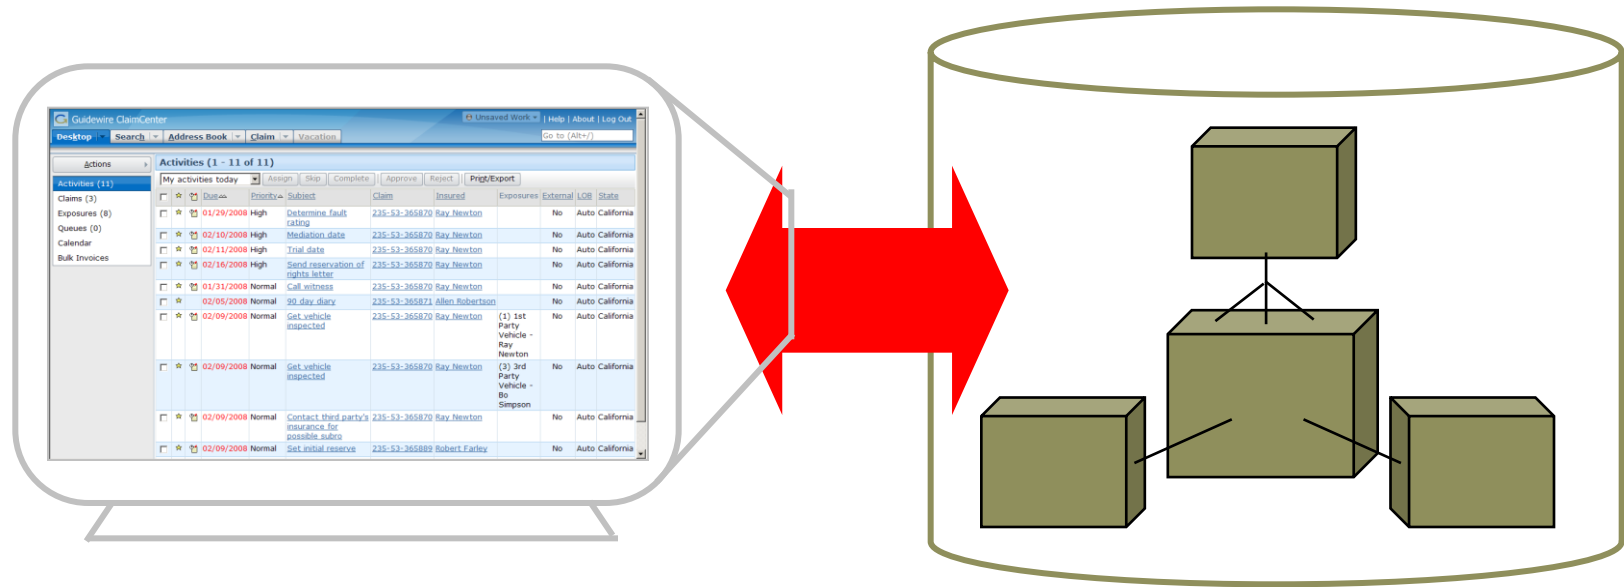 Guidewire ClaimCenter
Unsaved Work | Help | About | Log Out
Desktop Search Address Book Claim Vacation Go to (Alt+/)
Actions
Activities (11)
Claims (3)
Exposures (8)
Queues (0)
Calendar
Bulk Invoices
Activities (1 - 11 of 11)
My activities today Assign Skip Complete Approve Reject Print/Export
Due Priority Subject Claim Insured Exposures External LOB State
01/29/2008 High Determine fault 235-53-365870 Ray Newton No Auto California
rating
02/10/2008 High Mediation date 235-53-365870 Ray Newton No Auto California
02/11/2008 High Trial date 235-53-365870 Ray Newton No Auto California
02/16/2008 High Send reservation of 235-53-365870 Ray Newton No Auto California
rights letter
01/31/2008 Normal Call witness 235-53-365870 Ray Newton No Auto California
02/05/2008 Normal 90 day diary 235-53-365871 Allen Robertson No Auto California
02/09/2008 Normal Get vehicle 235-53-365870 Ray Newton (1) 1st No Auto California
inspected Party
Vehicle -
Ray
Newton
02/09/2008 Normal Get vehicle 235-53-365870 Ray Newton (3) 3rd No Auto California
inspected Party
Vehicle -
Bo
Simpson
02/09/2008 Normal Contact third party's 235-53-365870 Ray Newton No Auto California
insurance for
possible subro
02/09/2008 Normal Set initial reserve 235-53-365889 Robert Farley No Auto California